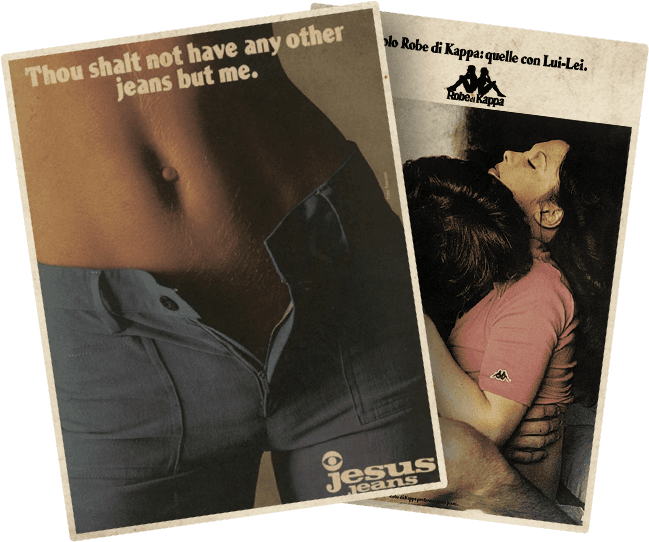 Thou shalt not have any other
jeans but me.
jesus
jeans
olo Robe di Kappa: quelle con Lui-Lei.
Robe di Kappa